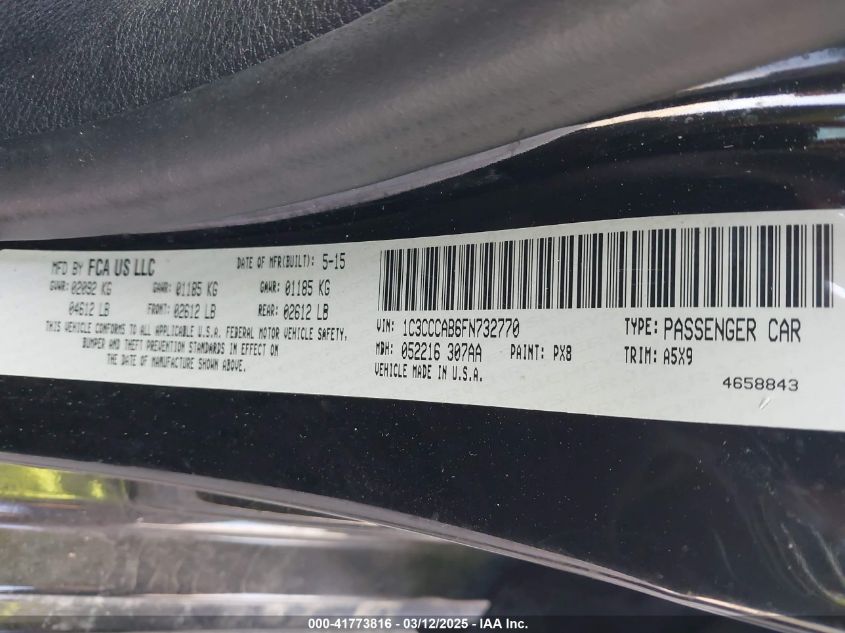 MFD BY FCA US LLC DATE OF MFR(BUILT): 5-15
GVWR: 02092 KG GAWR: 01185 KG GAWR: 01185 KG
04612 LB FRONT: 02612 LB REAR: 02612 LB
THIS VEHICLE CONFORMS TO ALL APPLICABLE U.S.A. FEDERAL MOTOR VEHICLE SAFETY,
BUMPER AND THEFT PREVENTION STANDARDS IN EFFECT ON
THE DATE OF MANUFACTURE SHOWN ABOVE.
VIN: 1C3CCCAB6FN732770 TYPE: PASSENGER CAR
MDH: 052216 307AA PAINT: PX8 TRIM: A5X9
VEHICLE MADE IN U.S.A.
4658843
000-41773816 - 03/12/2025 - IAA Inc.